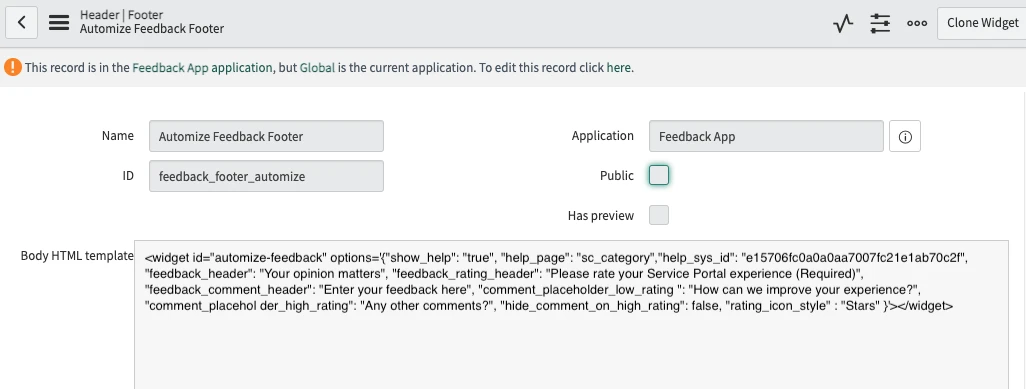 Header | Footer
Automize Feedback Footer
Clone Widget
This record is in the Feedback App application, but Global is the current application. To edit this record click here.
Name
Automize Feedback Footer
Application
Feedback App
ID
feedback_footer_automize
Public
Has preview
Body HTML template
<widget id="automize-feedback" options='{"show_help": "true", "help_page": "sc_category","help_sys_id": "e15706fc0a0a0aa7007fc21e1ab70c2f",
"feedback_header": "Your opinion matters", "feedback_rating_header": "Please rate your Service Portal experience (Required)",
"feedback_comment_header": "Enter your feedback here", "comment_placeholder_low_rating ": "How can we improve your experience?",
"comment_placehol der_high_rating": "Any other comments?", "hide_comment_on_high_rating": false, "rating_icon_style" : "Stars" }'></widget>